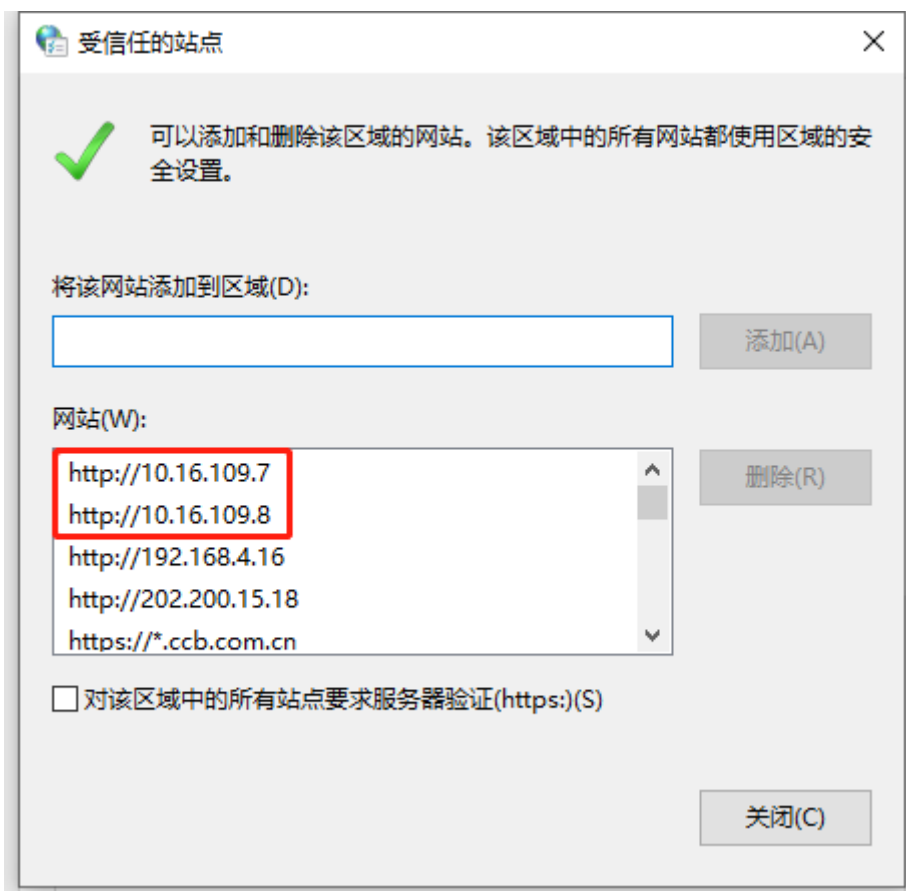 受信任的站点
可以添加和删除该区域的网站。该区域中的所有网站都使用区域的安
全设置。
将该网站添加到区域(D):
添加(A)
网站(W):
http://10.16.109.7
http://10.16.109.8
http://192.168.4.16
http://202.200.15.18
https://*.ccb.com.cn
删除(R)
对该区域中的所有站点要求服务器验证(https:)(S)
关闭(C)